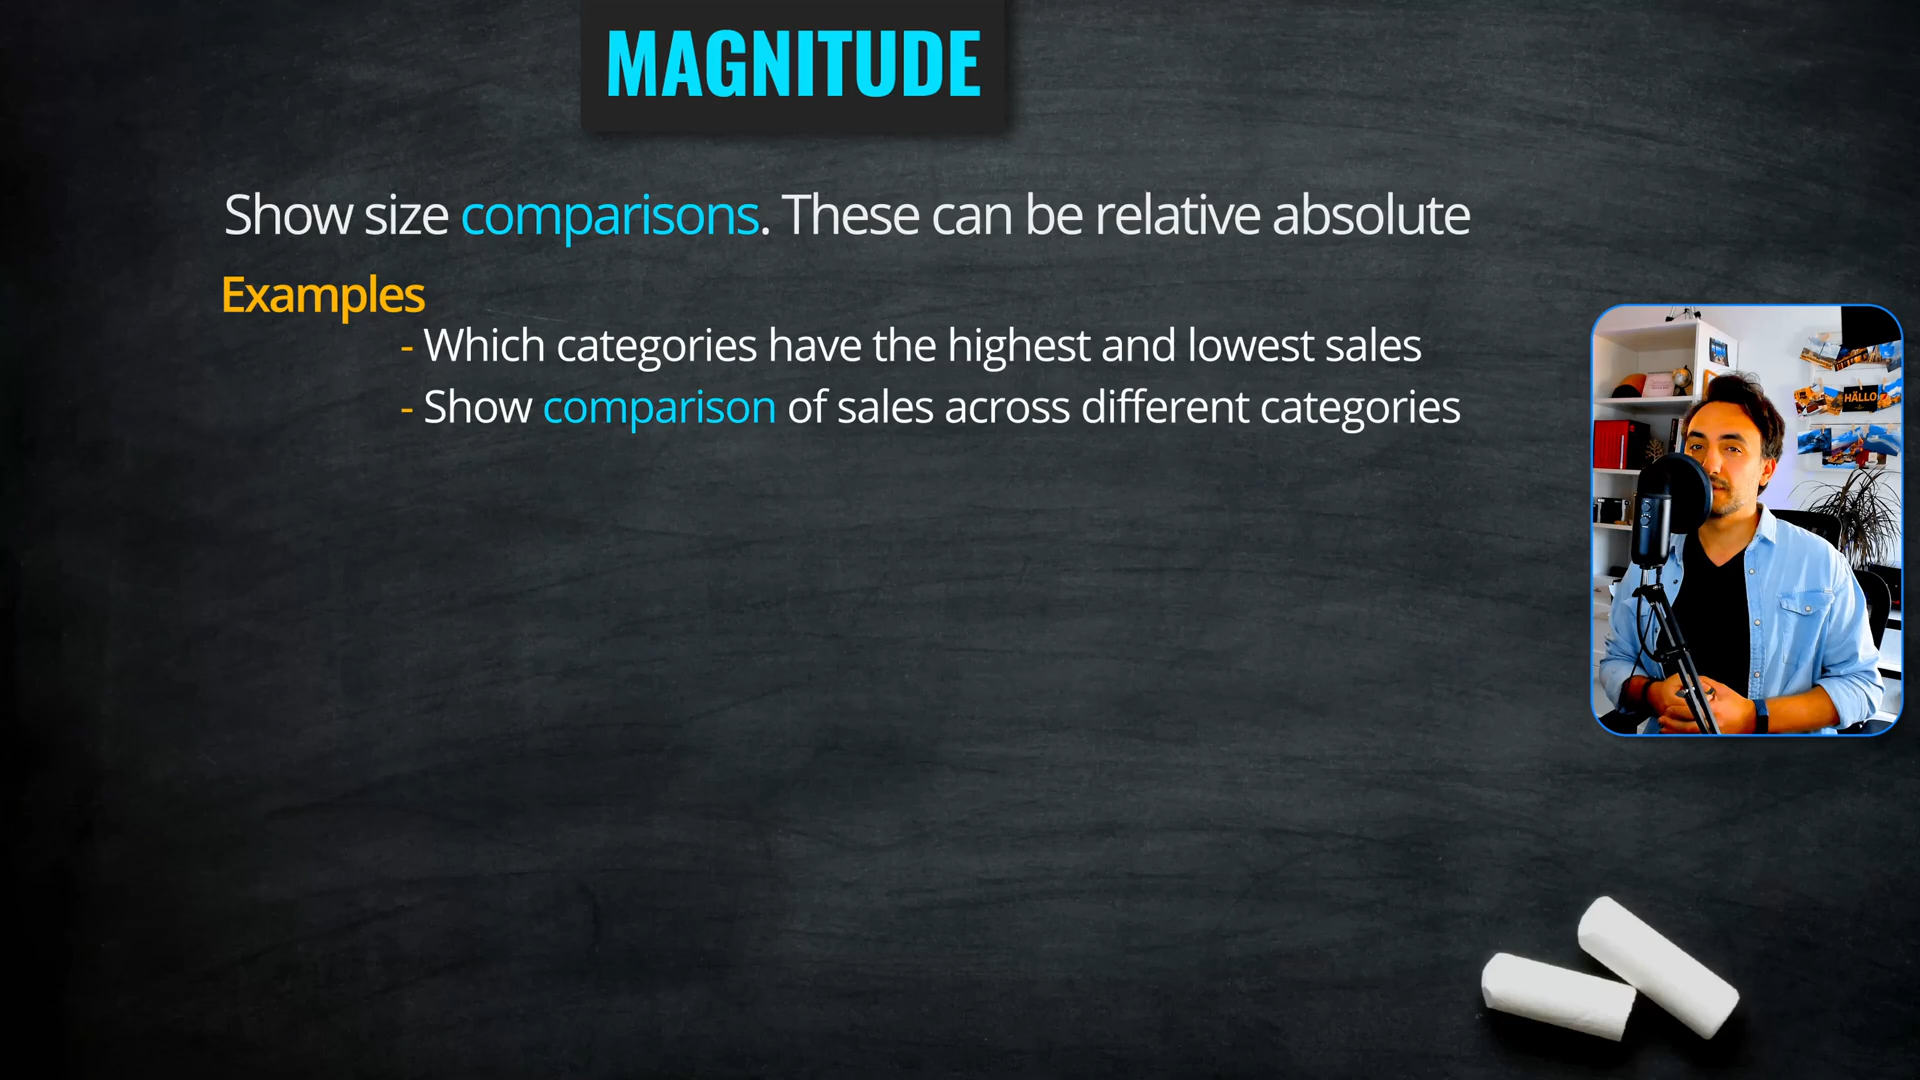 MAGNITUDE
Show size comparisons. These can be relative absolute
Examples
- Which categories have the highest and lowest sales
- Show comparison of sales across different categories
HÄLLO